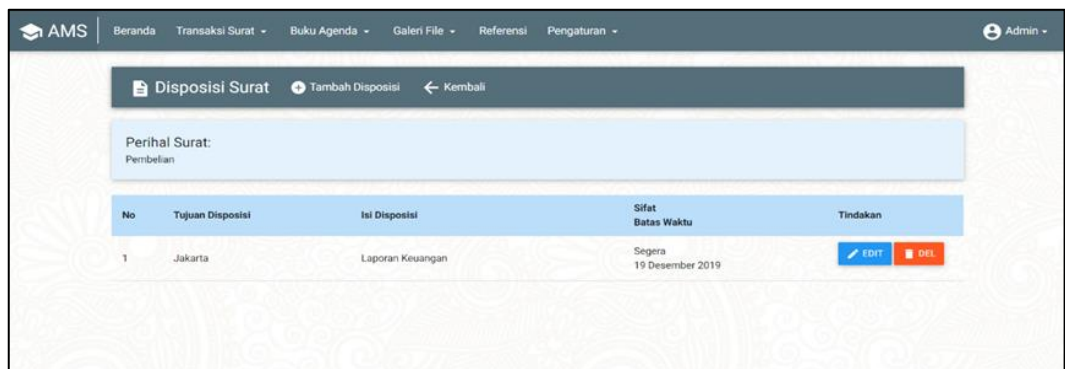 AMS Beranda Transaksi Surat Buku Agenda Galeri File Referensi Pengaturan Admin
Disposisi Surat Tambah Disposisi Kembali
Perihal Surat:
Pembelian
No Tujuan Disposisi Isi Disposisi Sifat Batas Waktu Tindakan
1 Jakarta Laporan Keuangan Segera EDIT DEL
19 Desember 2019